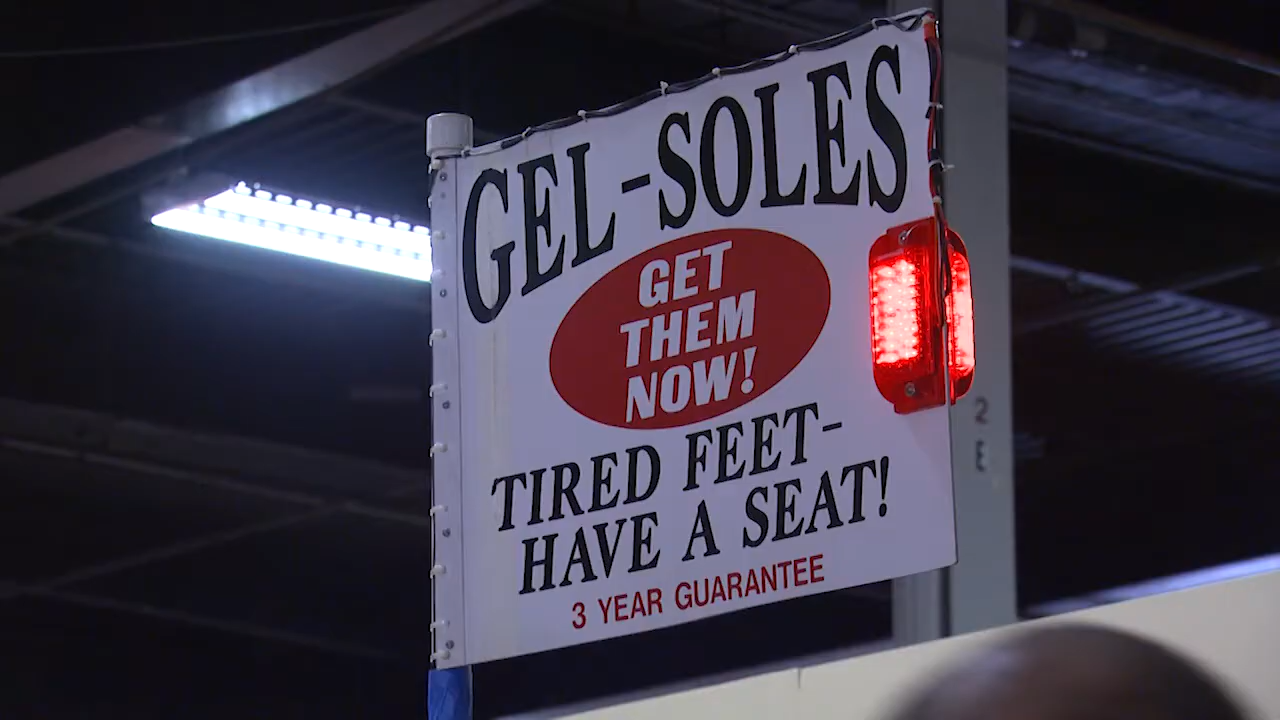 GEL-SOLES
GET
THEM
NOW!
TIRED FEET-
HAVE A SEAT!
3 YEAR GUARANTEE
2
E